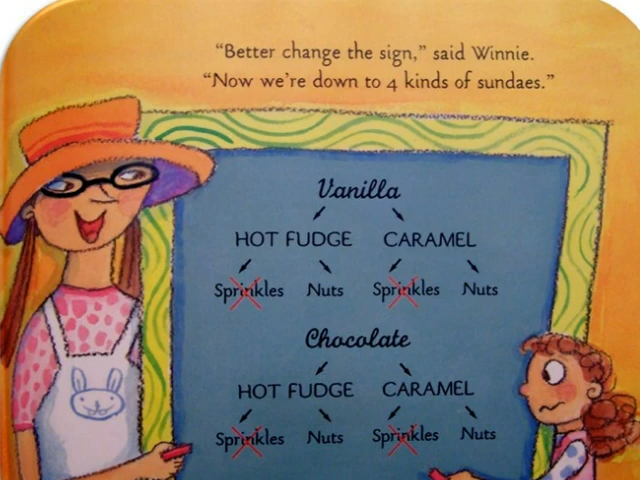 “Better change the sign,” said Winnie.
“Now we’re down to 4 kinds of sundaes.”
Vanilla
HOT FUDGE CARAMEL
Sprinkles Nuts Sprinkles Nuts
Chocolate
HOT FUDGE CARAMEL
Sprinkles Nuts Sprinkles Nuts